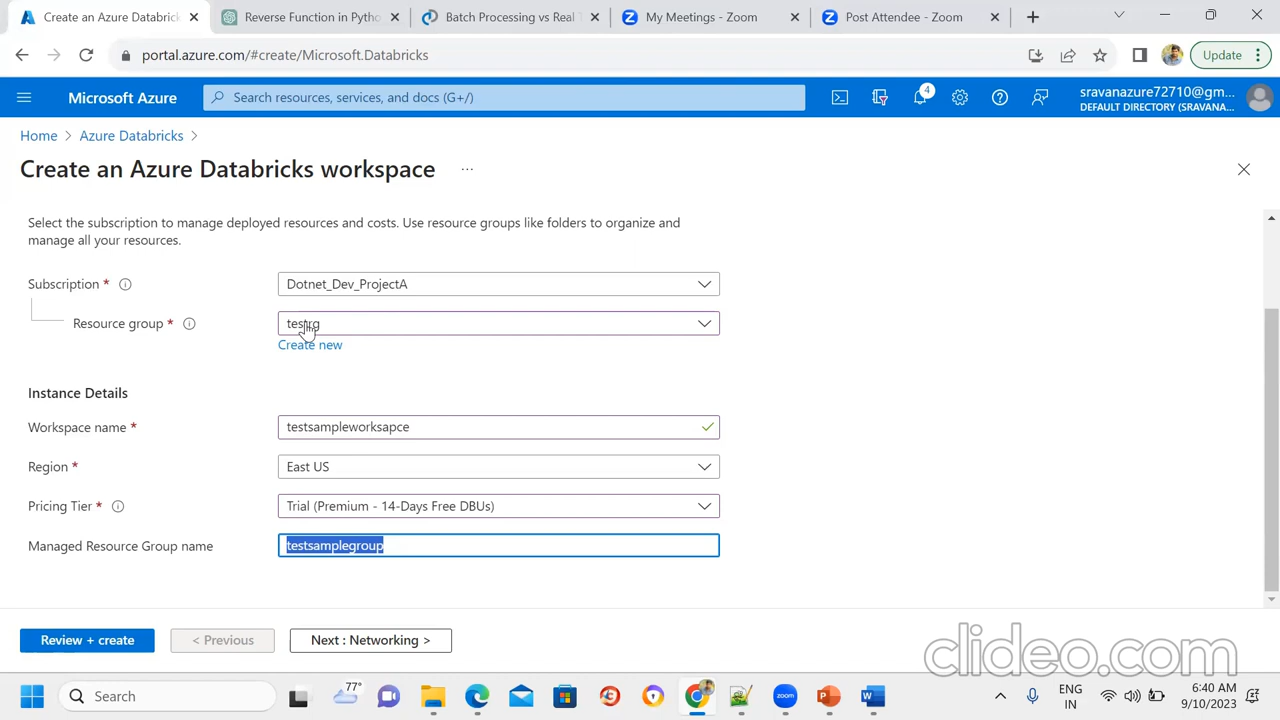 Create an Azure Databrick
Reverse Function in Pytho
Batch Processing vs Real T
My Meetings - Zoom
Post Attendee - Zoom
portal.azure.com/#create/Microsoft.Databricks
Update
Microsoft Azure
Search resources, services, and docs (G+/)
4
sravanazure72710@gm...
DEFAULT DIRECTORY (SRAVANA...
Home > Azure Databricks >
Create an Azure Databricks workspace ...
Select the subscription to manage deployed resources and costs. Use resource groups like folders to organize and
manage all your resources.
Subscription *
Dotnet_Dev_ProjectA
Resource group *
testrg
Create new
Instance Details
Workspace name *
testsampleworksapce
Region *
East US
Pricing Tier *
Trial (Premium - 14-Days Free DBUs)
Managed Resource Group name
testsamplegroup
Review + create
< Previous
Next : Networking >
clideo.com
Search
77°
zoom
ENG
IN
6:40 AM
9/10/2023